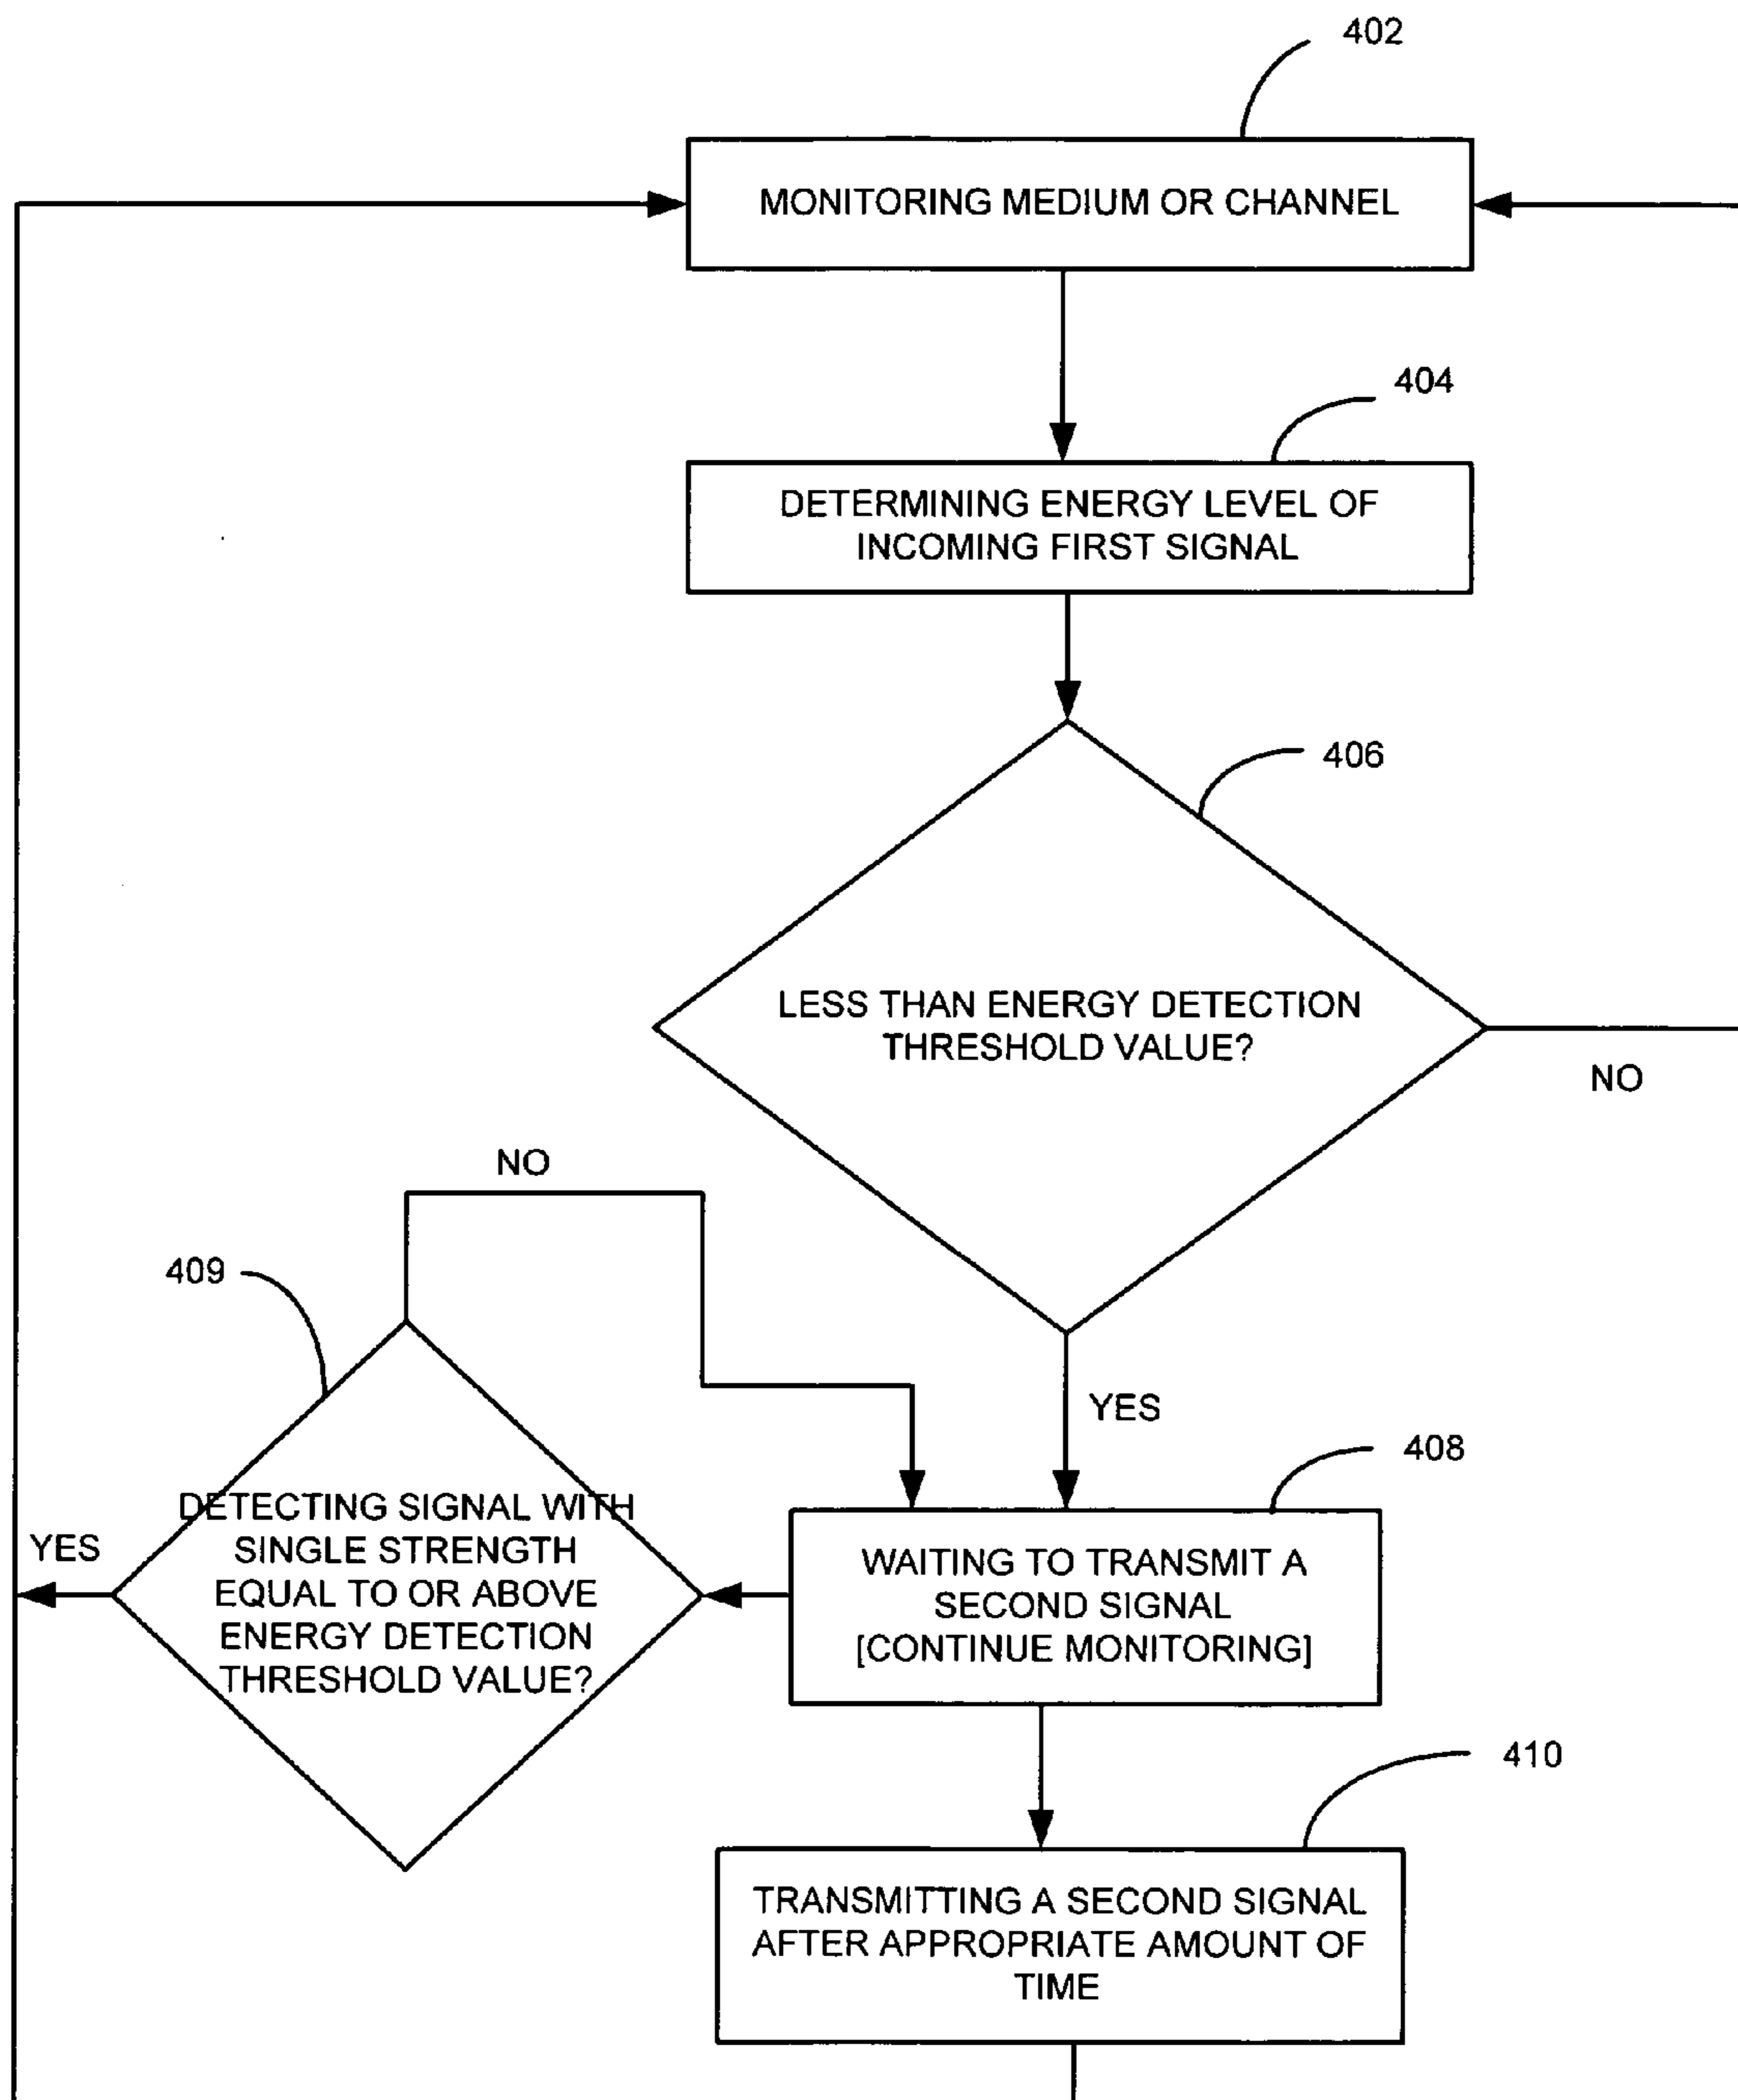 402
MONITORING MEDIUM OR CHANNEL
404
DETERMINING ENERGY LEVEL OF
INCOMING FIRST SIGNAL
406
LESS THAN ENERGY DETECTION
THRESHOLD VALUE?
NO
NO
409
YES
408
DETECTING SIGNAL WITH
SINGLE STRENGTH
EQUAL TO OR ABOVE
ENERGY DETECTION
THRESHOLD VALUE?
YES
WAITING TO TRANSMIT A
SECOND SIGNAL
[CONTINUE MONITORING]
410
TRANSMITTING A SECOND SIGNAL
AFTER APPROPRIATE AMOUNT OF
TIME